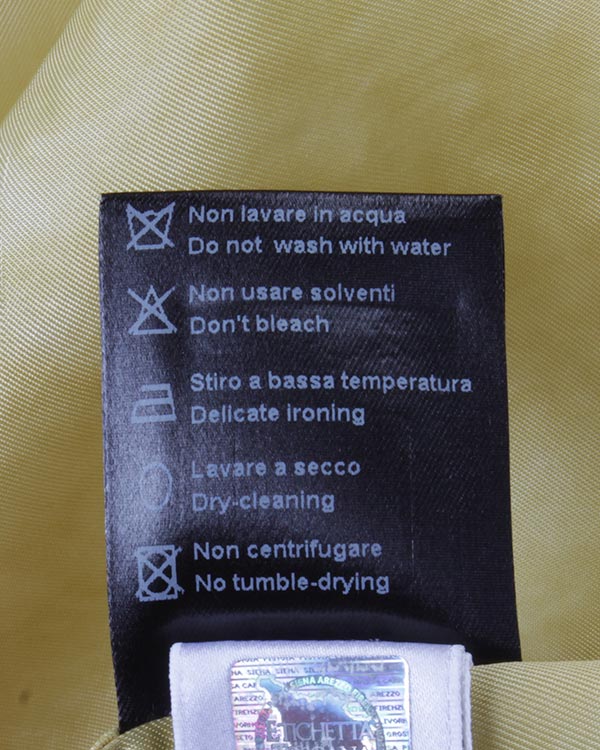 Non lavare in acqua
Do not wash with water
Non usare solventi
Don't bleach
Stiro a bassa temperatura
Delicate ironing
Lavare a secco
Dry-cleaning
Non centrifugare
No tumble-drying
ETICHETTA